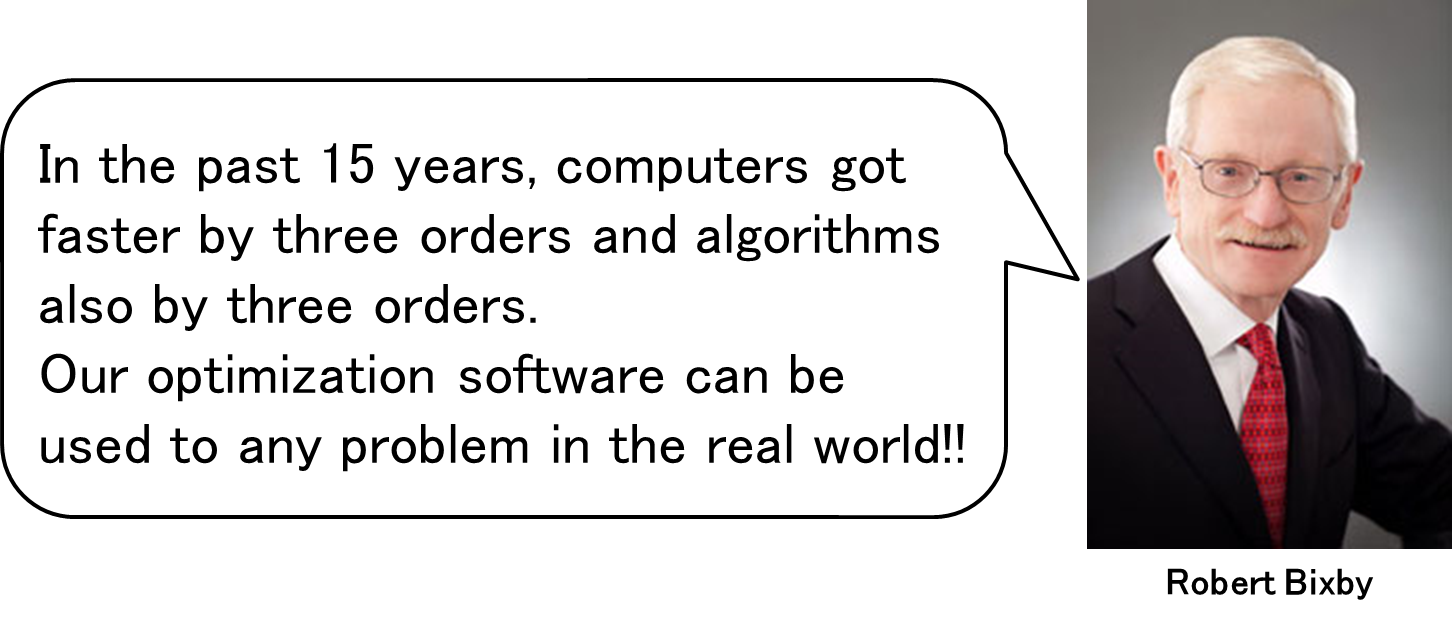 In the past 15 years, computers got
faster by three orders and algorithms
also by three orders.
Our optimization software can be
used to any problem in the real world!!
Robert Bixby